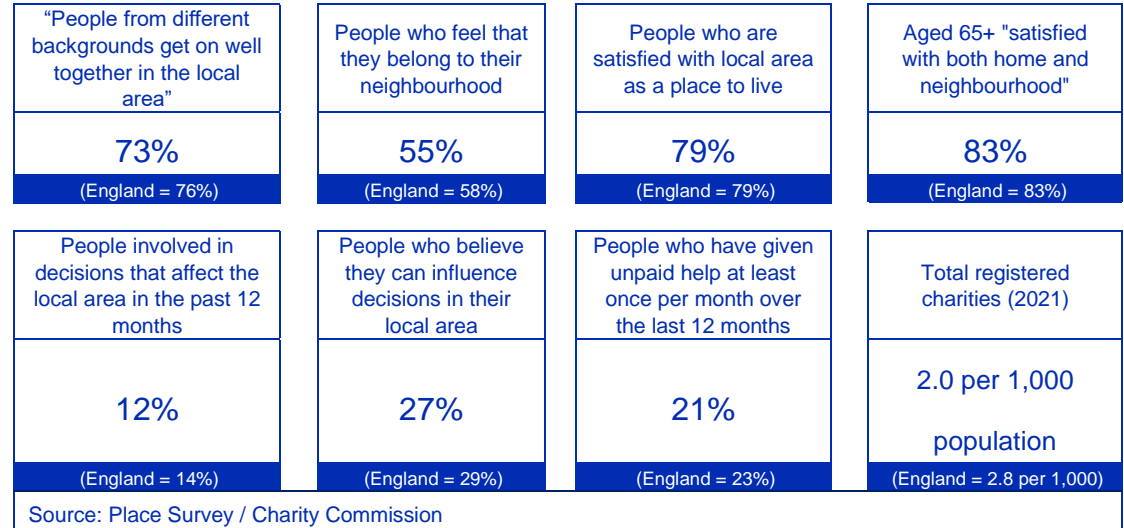 “People from different
backgrounds get on well
together in the local
area”
73%
(England = 76%)
People who feel that
they belong to their
neighbourhood
55%
(England = 58%)
People who are
satisfied with local area
as a place to live
79%
(England = 79%)
Aged 65+ "satisfied
with both home and
neighbourhood"
83%
(England = 83%)
People involved in
decisions that affect the
local area in the past 12
months
12%
(England = 14%)
People who believe
they can influence
decisions in their
local area
27%
(England = 29%)
People who have given
unpaid help at least
once per month over
the last 12 months
21%
(England = 23%)
Total registered
charities (2021)
2.0 per 1,000
population
(England = 2.8 per 1,000)
Source: Place Survey / Charity Commission